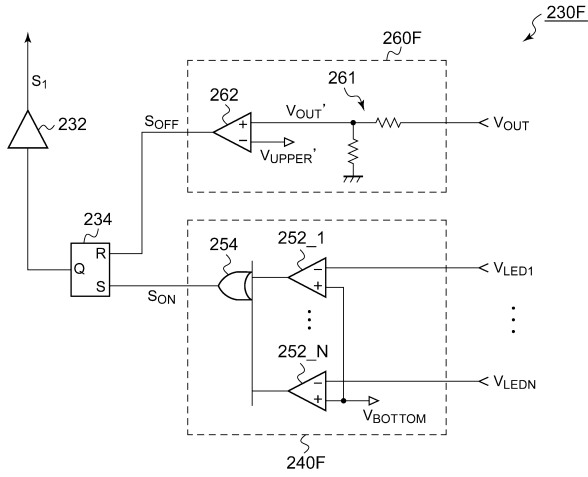 230F
260F
S1
262
261
232
SOFF
VOUT'
+
−
VUPPER'
VOUT
234
254
252_1
R
Q
S
SON
−
+
VLED1
252_N
−
+
VLEDN
VBOTTOM
240F